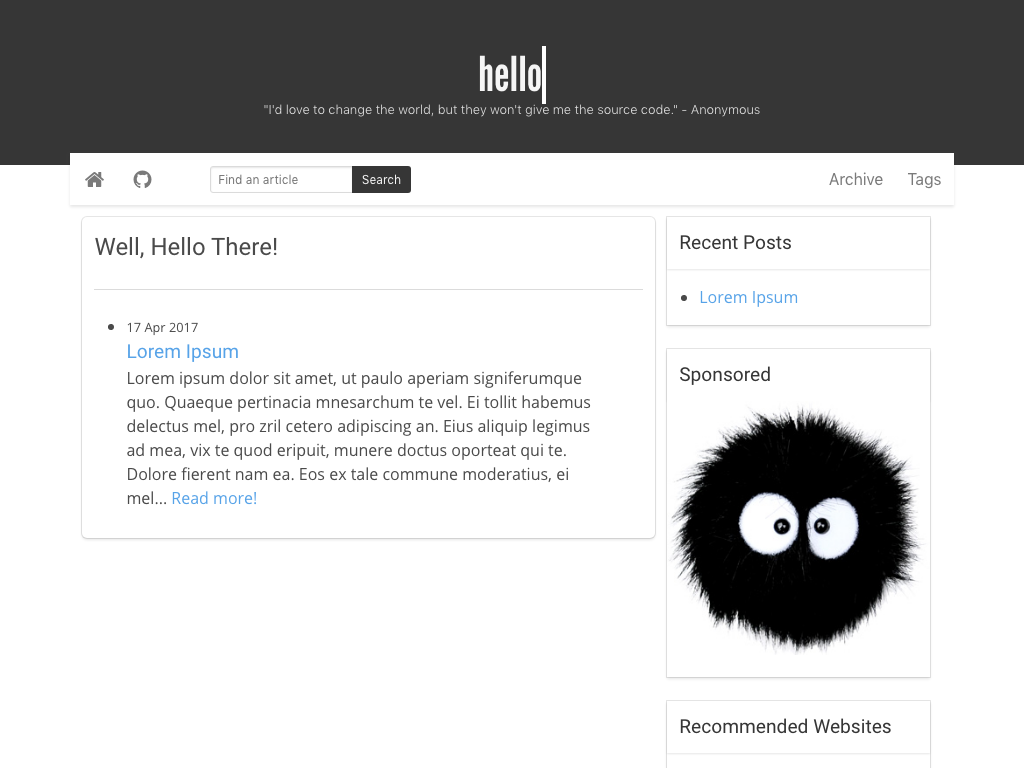 hello
"I'd love to change the world, but they won't give me the source code." - Anonymous
Find an article
Search
Archive
Tags
Well, Hello There!
17 Apr 2017
Lorem Ipsum
Lorem ipsum dolor sit amet, ut paulo aperiam signiferumque
quo. Quaeque pertinacia mnesarchum te vel. Ei tollit habemus
delectus mel, pro zril cetero adipiscing an. Eius aliquip legimus
ad mea, vix te quod eripuit, munere doctus oporteat qui te.
Dolore fierent nam ea. Eos ex tale commune moderatius, ei
mel... Read more!
Recent Posts
Lorem Ipsum
Sponsored
Recommended Websites